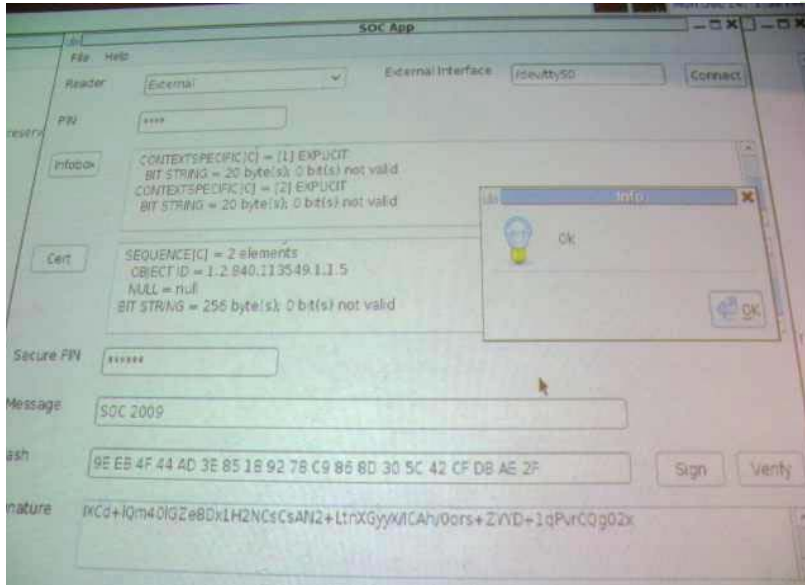 SOC App
File Help
Reader External External Interface /dev/ttyS0 Connect
PIN ****
Infobox
CONTEXTSPECIFIC[C] = [1] EXPLICIT
BIT STRING = 20 byte(s); 0 bit(s) not valid
CONTEXTSPECIFIC[C] = [2] EXPLICIT
BIT STRING = 20 byte(s); 0 bit(s) not valid
Info
Ok
OK
Cert
SEQUENCE[C] = 2 elements
OBJECT ID = 1.2.840.113549.1.1.5
NULL = null
BIT STRING = 256 byte(s); 0 bit(s) not valid
Secure PIN ******
Message SOC 2009
ash 9E EB 4F 44 AD 3E 85 18 92 78 C9 86 8D 30 5C 42 CF DB AE 2F Sign Verify
nature